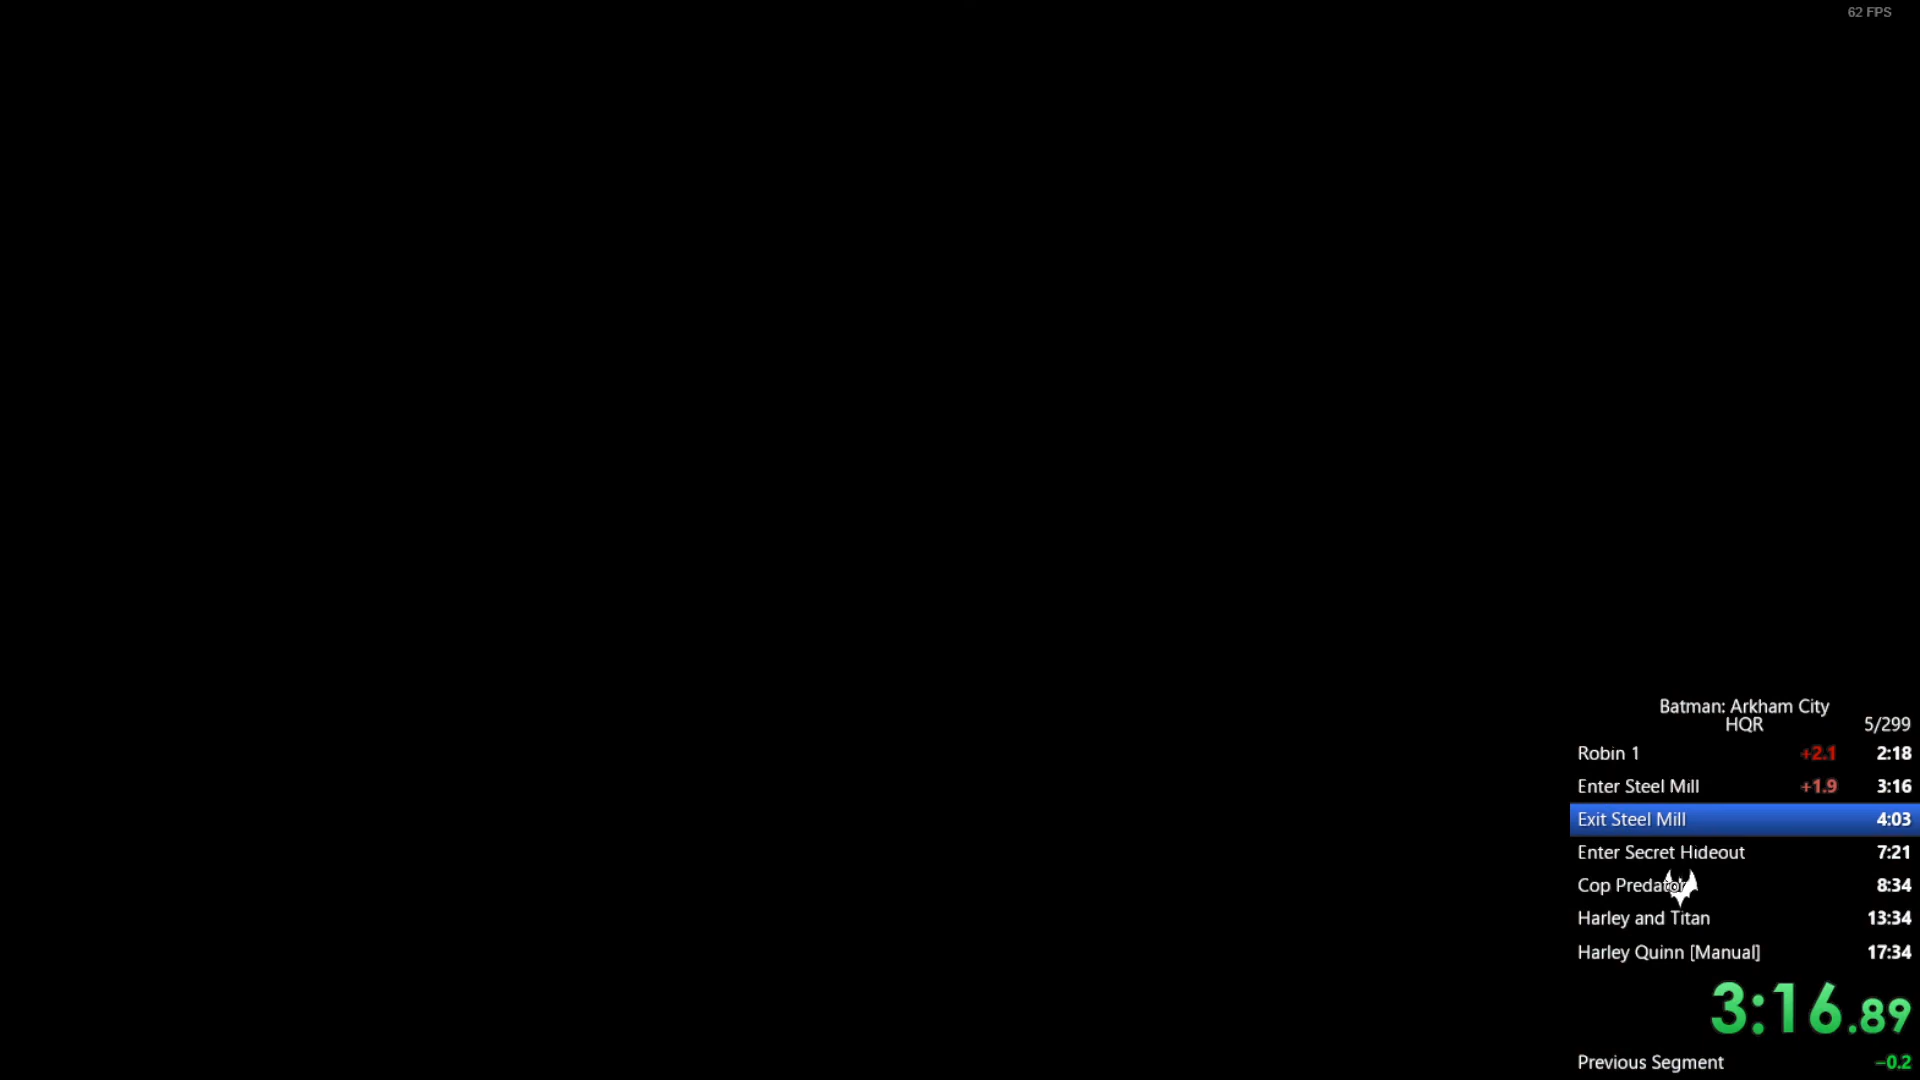 62 FPS
Batman: Arkham City
HQR 5/299
Robin 1 +2.1 2:18
Enter Steel Mill +1.9 3:16
Exit Steel Mill 4:03
Enter Secret Hideout 7:21
Cop Predator 8:34
Harley and Titan 13:34
Harley Quinn [Manual] 17:34
3:16.89
Previous Segment −0.2